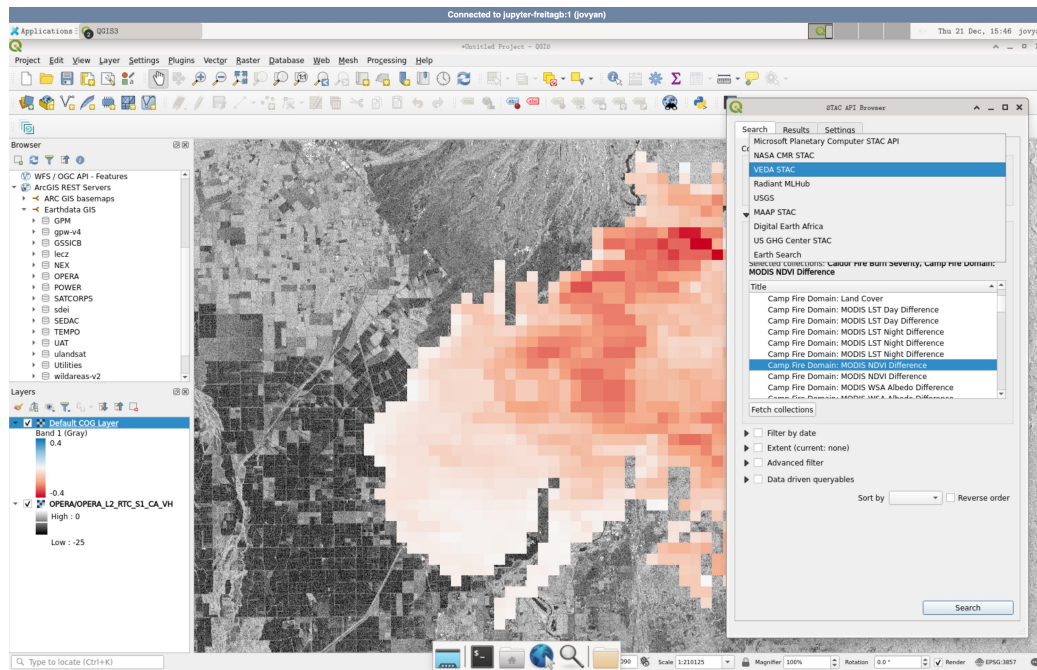 Connected to jupyter-freitagb:1 (jovyan)
Applications QGIS3 Thu 21 Dec, 15:46
*Untitled Project - QGIS
Project Edit View Layer Settings Plugins Vector Raster Database Web Mesh Processing Help
Browser
WFS / OGC API - Features
ArcGIS REST Servers
ARC GIS basemaps
Earthdata GIS
GPM
gpw-v4
GSSICB
lecz
NEX
OPERA
POWER
SATCORPS
sdei
SEDAC
TEMPO
UAT
ulandsat
Utilities
wildareas-v2
Layers
Default COG Layer
Band 1 (Gray)
0.4
-0.4
OPERA/OPERA_L2_RTC_S1_CA_VH
High : 0
Low : -25
STAC API Browser
Search Results Settings
Microsoft Planetary Computer STAC API
NASA CMR STAC
VEDA STAC
Radiant MLHub
USGS
MAAP STAC
Digital Earth Africa
US GHG Center STAC
Earth Search
Selected collections: Caldor Fire Burn Severity, Camp Fire Domain:
MODIS NDVI Difference
Title
Camp Fire Domain: Land Cover
Camp Fire Domain: MODIS LST Day Difference
Camp Fire Domain: MODIS LST Day Difference
Camp Fire Domain: MODIS LST Night Difference
Camp Fire Domain: MODIS LST Night Difference
Camp Fire Domain: MODIS LST Night Difference
Camp Fire Domain: MODIS NDVI Difference
Camp Fire Domain: MODIS NDVI Difference
Camp Fire Domain: MODIS WSA Albedo Difference
Camp Fire Domain: MODIS WSA Albedo Difference
Fetch collections
Filter by date
Extent (current: none)
Advanced filter
Data driven queryables
Sort by Reverse order
Search
Type to locate (Ctrl+K) Scale 1:210125 Magnifier 100% Rotation 0.0 ° Render EPSG:3857